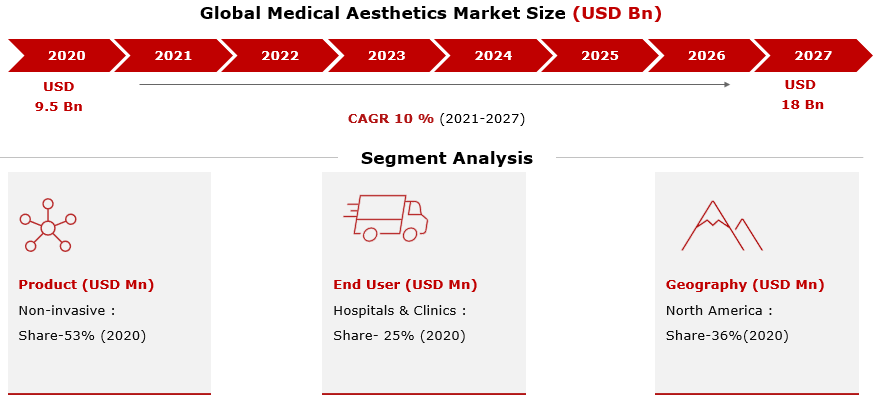 Global Medical Aesthetics Market Size (USD Bn)
2020 2021 2022 2023 2024 2025 2026 2027
USD
9.5 Bn
USD
18 Bn
CAGR 10 % (2021-2027)
Segment Analysis
Product (USD Mn)
Non-invasive :
Share-53% (2020)
End User (USD Mn)
Hospitals & Clinics :
Share- 25% (2020)
Geography (USD Mn)
North America :
Share-36%(2020)